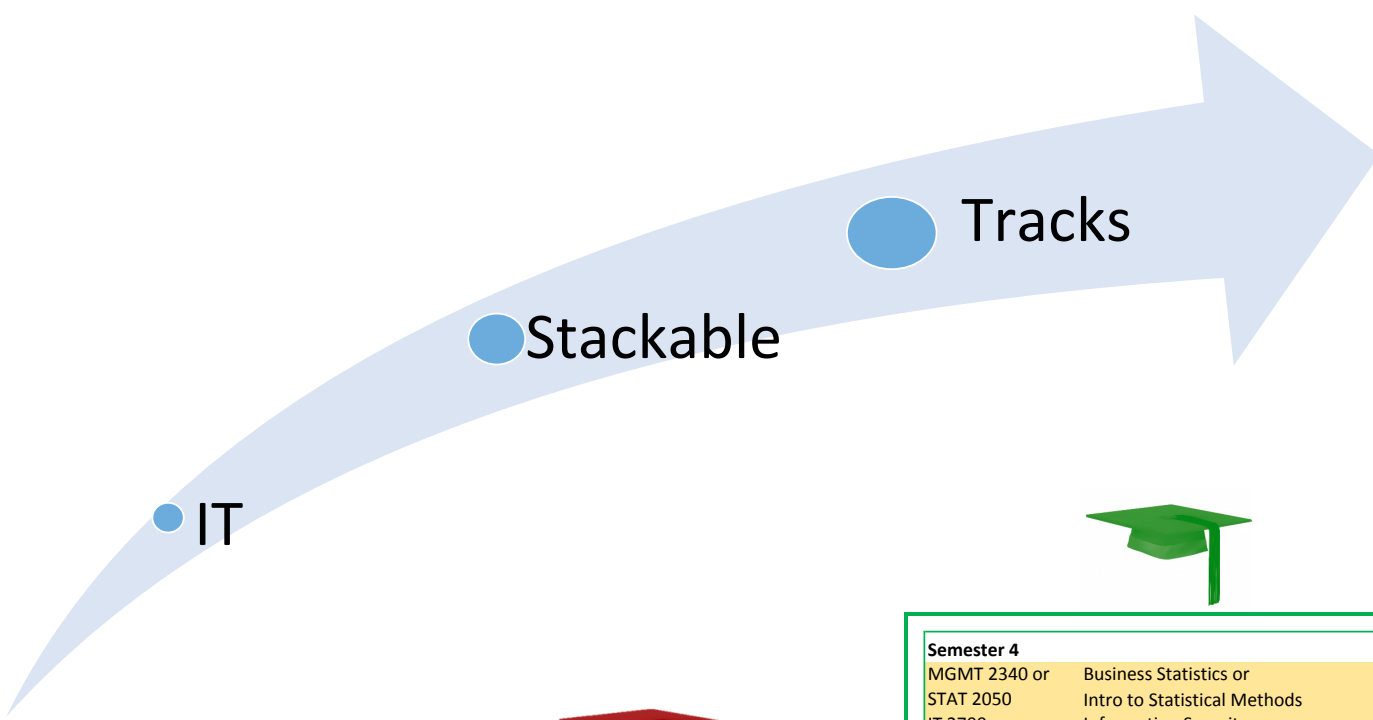 Tracks
Stackable
IT
Semester 4
MGMT 2340 or Business Statistics or
STAT 2050 Intro to Statistical Methods